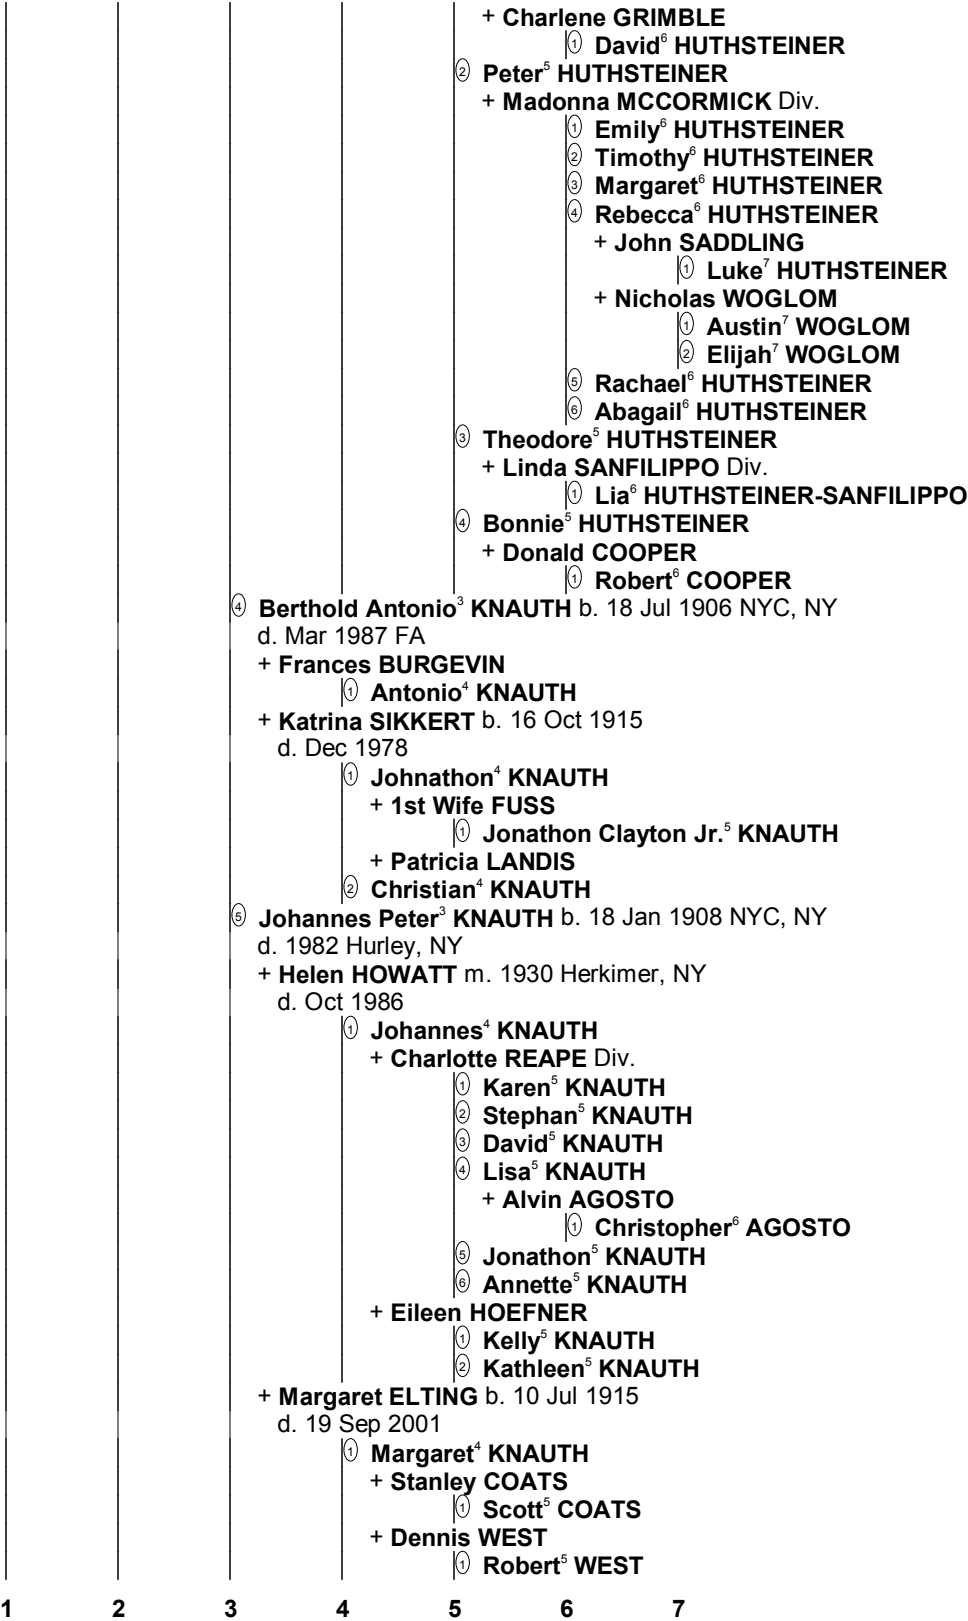 + Charlene GRIMBLE
① David⁶ HUTHSTEINER
② Peter⁵ HUTHSTEINER
+ Madonna MCCORMICK Div.
① Emily⁶ HUTHSTEINER
② Timothy⁶ HUTHSTEINER
③ Margaret⁶ HUTHSTEINER
④ Rebecca⁶ HUTHSTEINER
+ John SADDLING
① Luke⁷ HUTHSTEINER
+ Nicholas WOGLOM
① Austin⁷ WOGLOM
② Elijah⁷ WOGLOM
⑤ Rachael⁶ HUTHSTEINER
⑥ Abagail⁶ HUTHSTEINER
③ Theodore⁵ HUTHSTEINER
+ Linda SANFILIPPO Div.
① Lia⁶ HUTHSTEINER-SANFILIPPO
④ Bonnie⁵ HUTHSTEINER
+ Donald COOPER
① Robert⁶ COOPER
④ Berthold Antonio³ KNAUTH b. 18 Jul 1906 NYC, NY
d. Mar 1987 FA
+ Frances BURGEVIN
① Antonio⁴ KNAUTH
+ Katrina SIKKERT b. 16 Oct 1915
d. Dec 1978
① Johnathon⁴ KNAUTH
+ 1st Wife FUSS
① Jonathon Clayton Jr.⁵ KNAUTH
+ Patricia LANDIS
② Christian⁴ KNAUTH
⑤ Johannes Peter³ KNAUTH b. 18 Jan 1908 NYC, NY
d. 1982 Hurley, NY
+ Helen HOWATT m. 1930 Herkimer, NY
d. Oct 1986
① Johannes⁴ KNAUTH
+ Charlotte REAPE Div.
① Karen⁵ KNAUTH
② Stephan⁵ KNAUTH
③ David⁵ KNAUTH
④ Lisa⁵ KNAUTH
+ Alvin AGOSTO
① Christopher⁶ AGOSTO
⑤ Jonathon⁵ KNAUTH
⑥ Annette⁵ KNAUTH
+ Eileen HOEFNER
① Kelly⁵ KNAUTH
② Kathleen⁵ KNAUTH
+ Margaret ELTING b. 10 Jul 1915
d. 19 Sep 2001
① Margaret⁴ KNAUTH
+ Stanley COATS
① Scott⁵ COATS
+ Dennis WEST
① Robert⁵ WEST
1 2 3 4 5 6 7